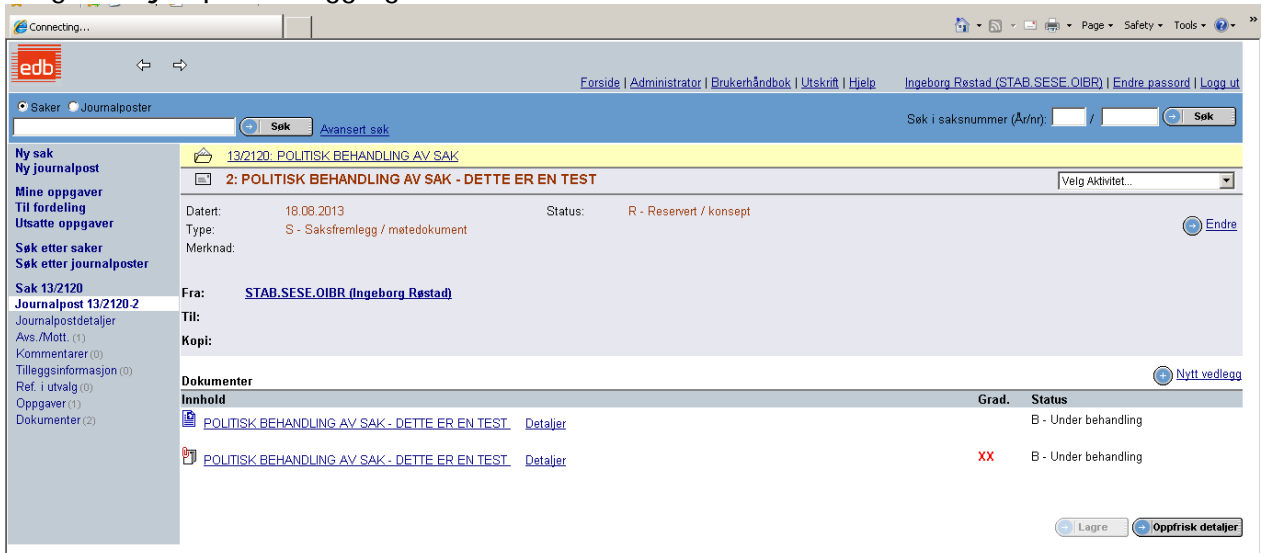 Connecting...
Page Safety Tools
edb
Forside | Administrator | Brukerhåndbok | Utskrift | Hjelp Ingeborg Røstad (STAB.SESE.OIBR) | Endre passord | Logg ut
Saker Journalposter
Søk Avansert søk Søk i saksnummer (År/nr): / Søk
Ny sak
Ny journalpost
Mine oppgaver
Til fordeling
Utsatte oppgaver
Søk etter saker
Søk etter journalposter
Sak 13/2120
Journalpost 13/2120-2
Journalpostdetaljer
Avs./Mott. (1)
Kommentarer (0)
Tilleggsinformasjon (0)
Ref. i utvalg (0)
Oppgaver (1)
Dokumenter (2)
13/2120: POLITISK BEHANDLING AV SAK
2: POLITISK BEHANDLING AV SAK - DETTE ER EN TEST Velg Aktivitet...
Datert: 18.08.2013 Status: R - Reservert / konsept
Endre
Type: S - Saksfremlegg / møtedokument
Merknad:
Fra: STAB.SESE.OIBR (Ingeborg Røstad)
Til:
Kopi:
Nytt vedlegg
Dokumenter
Innhold Grad. Status
POLITISK BEHANDLING AV SAK - DETTE ER EN TEST Detaljer B - Under behandling
POLITISK BEHANDLING AV SAK - DETTE ER EN TEST Detaljer XX B - Under behandling
Lagre Oppfrisk detaljer